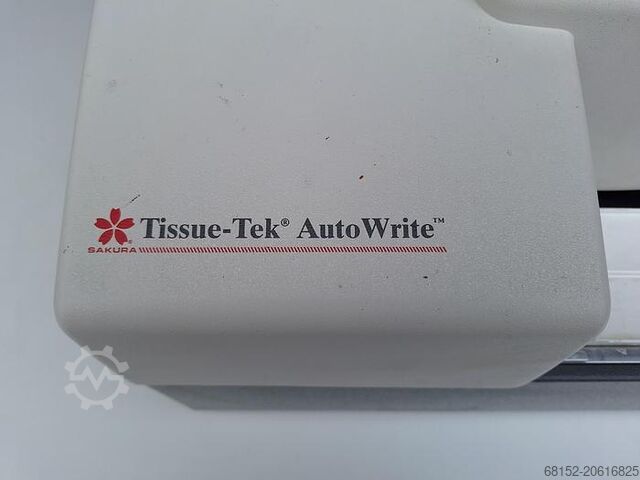 Tissue-Tek® AutoWrite™
SAKURA
68152-20616825